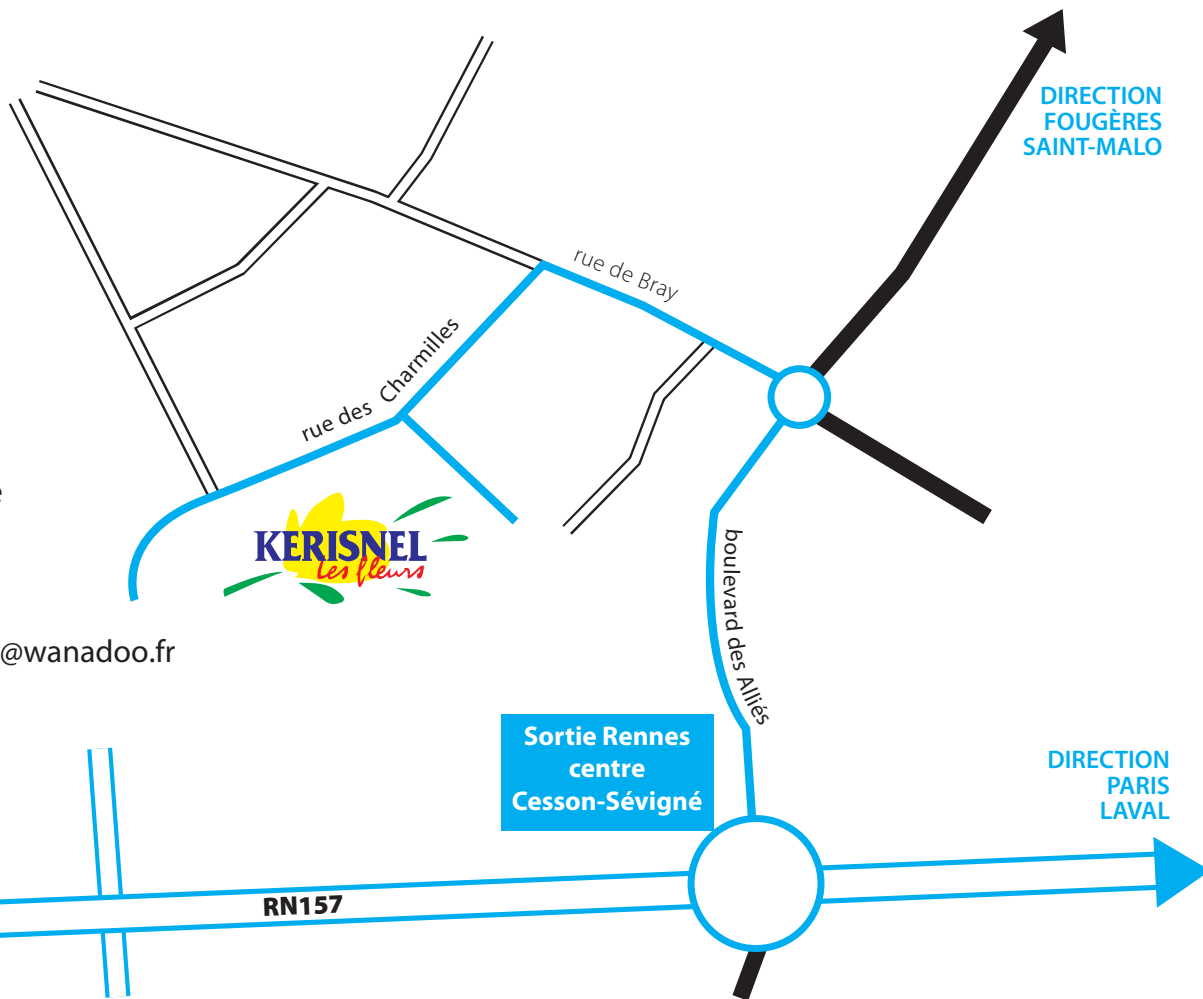 DIRECTION
FOUGÈRES
SAINT-MALO
rue de Bray
rue des Charmilles
e
KERISNEL
les fleurs
boulevard des Alliés
@wanadoo.fr
Sortie Rennes
centre
Cesson-Sévigné
DIRECTION
PARIS
LAVAL
RN157